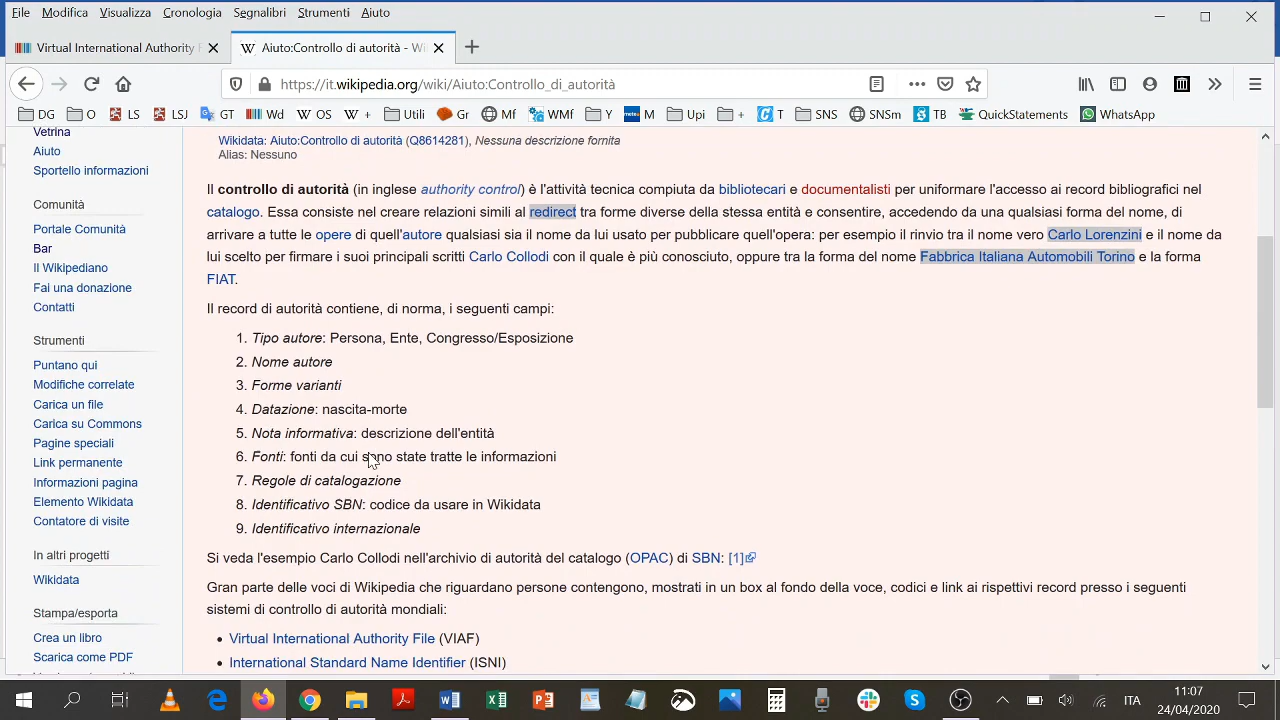 File Modifica Visualizza Cronologia Segnalibri Strumenti Aiuto
Virtual International Authority F
Aiuto:Controllo di autorità - Wi
https://it.wikipedia.org/wiki/Aiuto:Controllo_di_autorità
DG O LS LSJ GT Wd OS + Utili Gr Mf WMf Y M Upi + T SNS SNSm TB QuickStatements WhatsApp
Vetrina
Aiuto
Sportello informazioni
Comunità
Portale Comunità
Bar
Il Wikipediano
Fai una donazione
Contatti
Strumenti
Puntano qui
Modifiche correlate
Carica un file
Carica su Commons
Pagine speciali
Link permanente
Informazioni pagina
Elemento Wikidata
Contatore di visite
In altri progetti
Wikidata
Stampa/esporta
Crea un libro
Scarica come PDF
Wikidata: Aiuto:Controllo di autorità (Q8614281), Nessuna descrizione fornita
Alias: Nessuno
Il controllo di autorità (in inglese authority control) è l'attività tecnica compiuta da bibliotecari e documentalisti per uniformare l'accesso ai record bibliografici nel
catalogo. Essa consiste nel creare relazioni simili al redirect tra forme diverse della stessa entità e consentire, accedendo da una qualsiasi forma del nome, di
arrivare a tutte le opere di quell'autore qualsiasi sia il nome da lui usato per pubblicare quell'opera: per esempio il rinvio tra il nome vero Carlo Lorenzini e il nome da
lui scelto per firmare i suoi principali scritti Carlo Collodi con il quale è più conosciuto, oppure tra la forma del nome Fabbrica Italiana Automobili Torino e la forma
FIAT.
Il record di autorità contiene, di norma, i seguenti campi:
1. Tipo autore: Persona, Ente, Congresso/Esposizione
2. Nome autore
3. Forme varianti
4. Datazione: nascita-morte
5. Nota informativa: descrizione dell'entità
6. Fonti: fonti da cui sono state tratte le informazioni
7. Regole di catalogazione
8. Identificativo SBN: codice da usare in Wikidata
9. Identificativo internazionale
Si veda l'esempio Carlo Collodi nell'archivio di autorità del catalogo (OPAC) di SBN: [1]
Gran parte delle voci di Wikipedia che riguardano persone contengono, mostrati in un box al fondo della voce, codici e link ai rispettivi record presso i seguenti
sistemi di controllo di autorità mondiali:
• Virtual International Authority File (VIAF)
• International Standard Name Identifier (ISNI)
ITA
11:07
24/04/2020